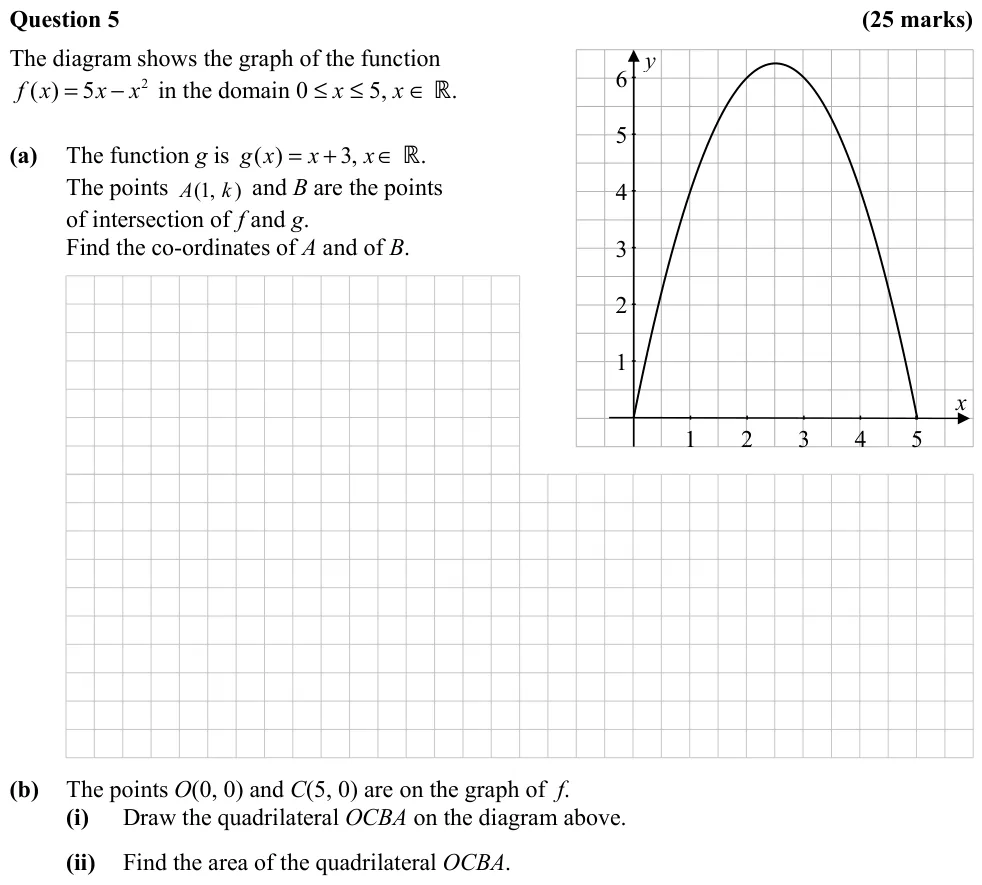 Question 5 (25 marks)
The diagram shows the graph of the function
f(x) = 5x − x² in the domain 0 ≤ x ≤ 5, x ∈ ℝ.
(a) The function g is g(x) = x + 3, x ∈ ℝ.
The points A(1, k) and B are the points
of intersection of f and g.
Find the co-ordinates of A and of B.
y
6
5
4
3
2
1
x
1 2 3 4 5
(b) The points O(0, 0) and C(5, 0) are on the graph of f.
(i) Draw the quadrilateral OCBA on the diagram above.
(ii) Find the area of the quadrilateral OCBA.